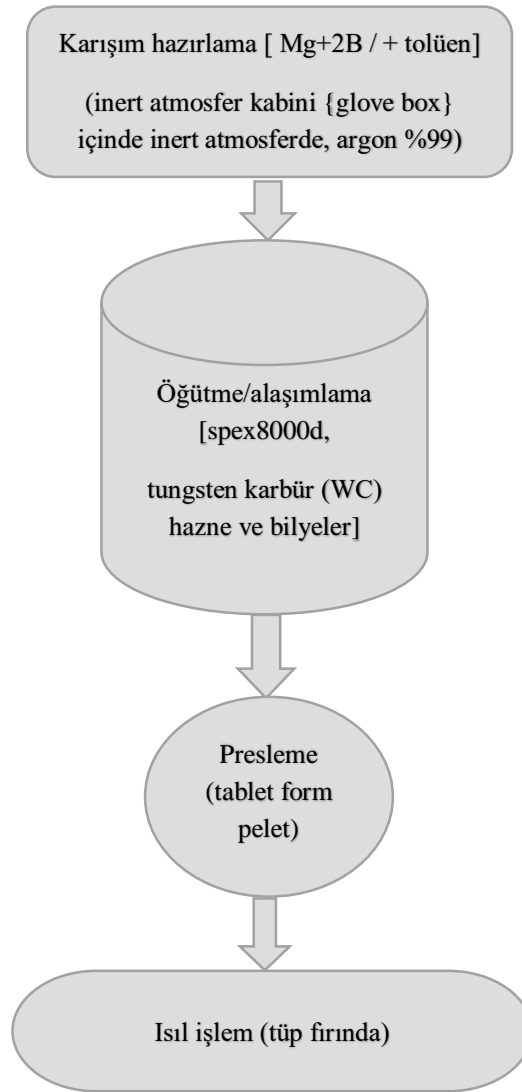 Karışım hazırlama [ Mg+2B / + tolüen]
(inert atmosfer kabini {glove box}
içinde inert atmosferde, argon %99)
Öğütme/alaşımlama
[spex8000d,
tungsten karbür (WC)
hazne ve bilyeler]
Presleme
(tablet form
pelet)
Isıl işlem (tüp fırında)